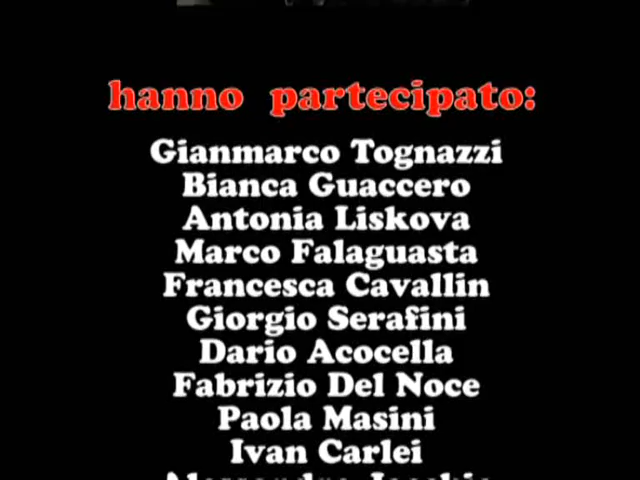 hanno partecipato:
Gianmarco Tognazzi
Bianca Guaccero
Antonia Liskova
Marco Falaguasta
Francesca Cavallin
Giorgio Serafini
Dario Acocella
Fabrizio Del Noce
Paola Masini
Ivan Carlei